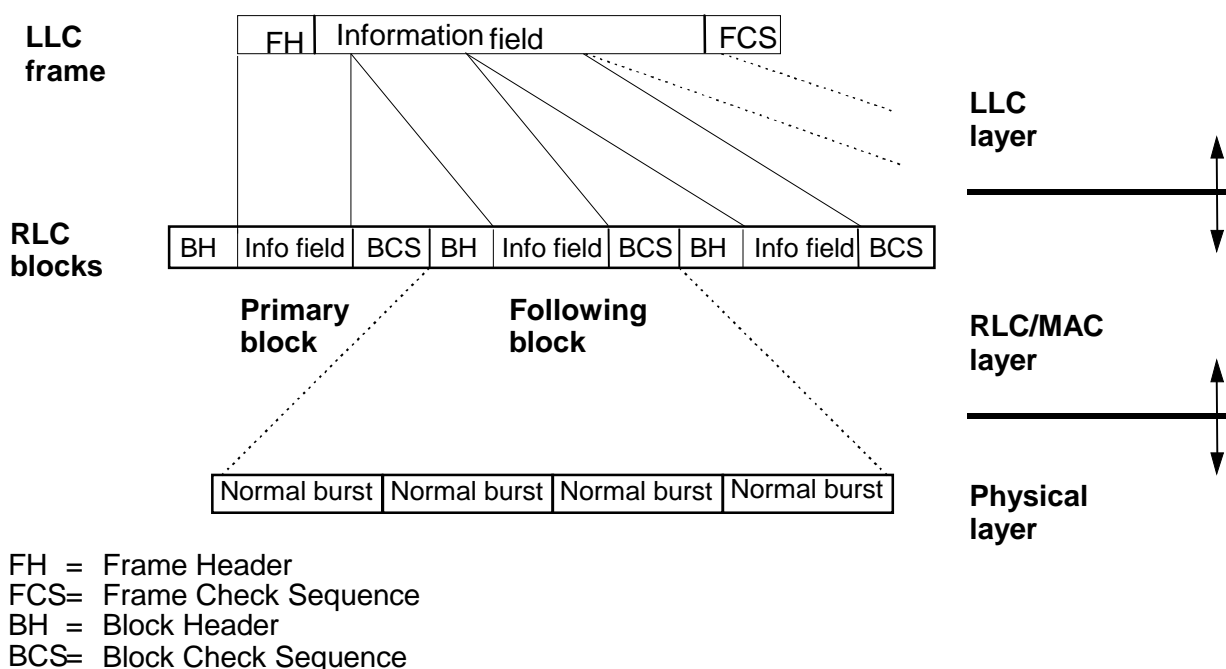 LLC
frame
FH Information field FCS
LLC
layer
RLC
blocks
BH Info field BCS BH Info field BCS BH Info field BCS
Primary
block
Following
block
RLC/MAC
layer
Normal burst Normal burst Normal burst Normal burst
Physical
layer
FH = Frame Header
FCS= Frame Check Sequence
BH = Block Header
BCS= Block Check Sequence